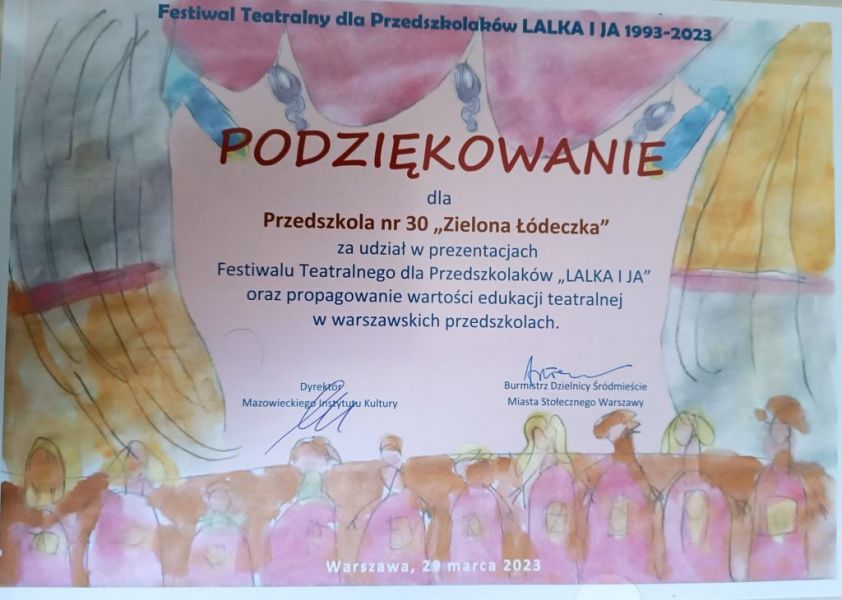 Festiwal Teatralny dla Przedszkolaków LALKA I JA 1993-2023
PODZIĘKOWANIE
dla
Przedszkola nr 30 „Zielona Łódeczka”
za udział w prezentacjach
Festiwalu Teatralnego dla Przedszkolaków „LALKA I JA”
oraz propagowanie wartości edukacji teatralnej
w warszawskich przedszkolach.
Dyrektor
Mazowieckiego Instytutu Kultury
Burmistrz Dzielnicy Śródmieście
Miasta Stołecznego Warszawy
Warszawa, 29 marca 2023